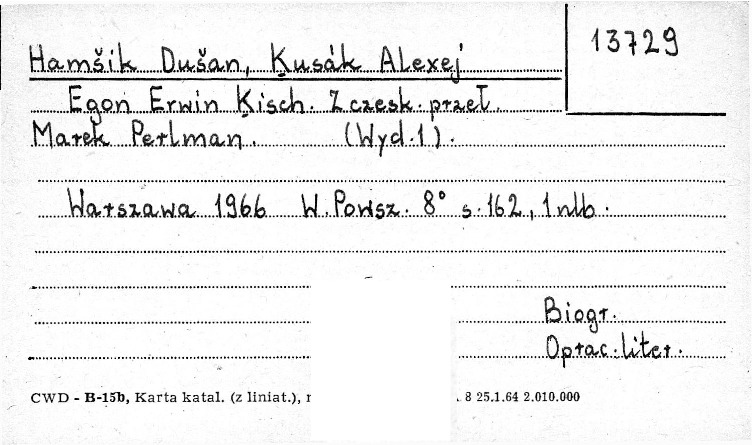 13729
Hamšik Dušan, Kusák Alexej
Egon Erwin Kisch. Z czesk. przeł.
Marek Perlman. (Wyd.1).
Warszawa 1966 W.Powsz. 8° s.162, 1 nlb.
Biogr.
Oprac.liter.
CWD - B-15b, Karta katal. (z liniat.), 8 25.1.64 2.010.000